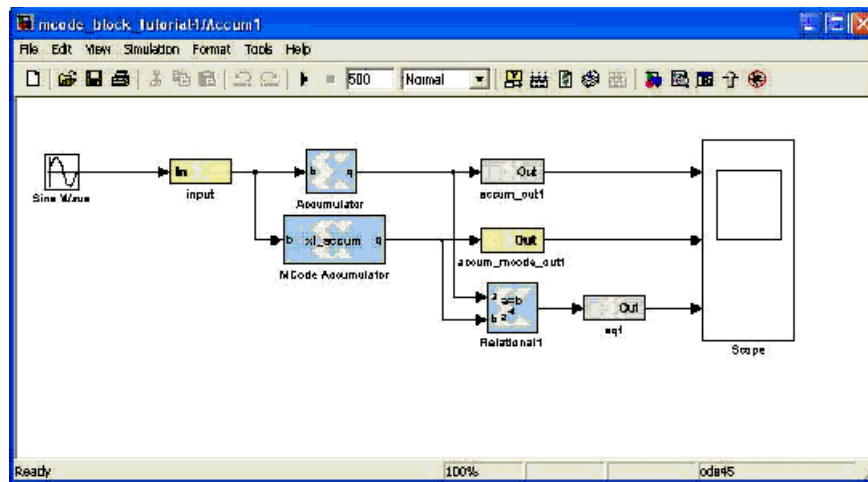 mcode_block_tutorial1/Accum1
File Edit View Simulation Format Tools Help
500 Normal
Sine Wave
In
input
b q
Accumulator
b xl_accum q
MCode Accumulator
Out
accum_out1
Out
accum_mcode_out1
a a=b
b
Relational1
Out
eq1
Scope
Ready 100% ode45